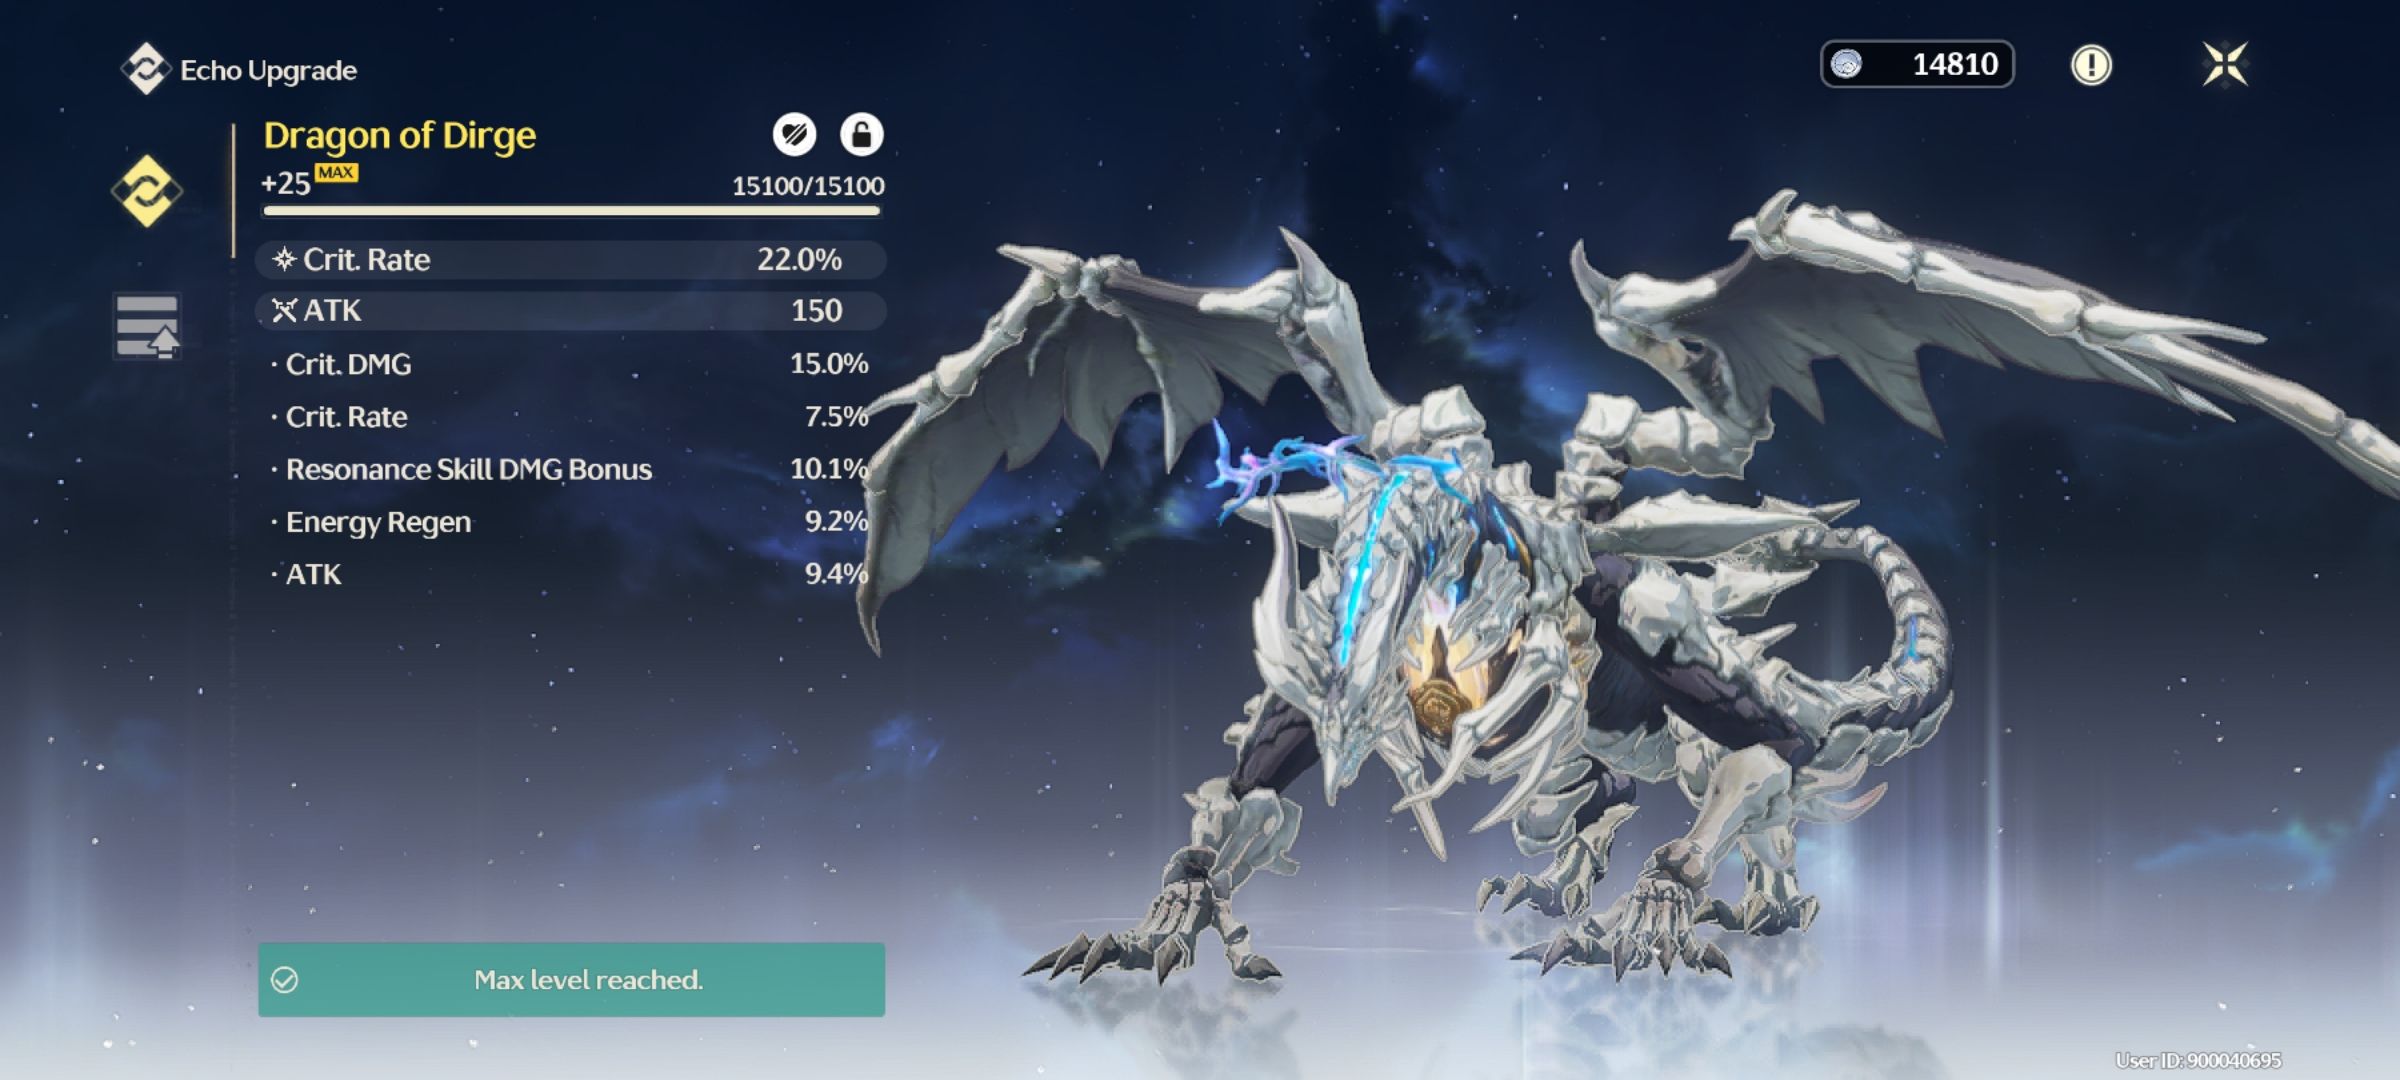 Echo Upgrade
14810
Dragon of Dirge
+25 MAX
15100/15100
Crit. Rate 22.0%
ATK 150
· Crit. DMG 15.0%
· Crit. Rate 7.5%
· Resonance Skill DMG Bonus 10.1%
· Energy Regen 9.2%
· ATK 9.4%
Max level reached.
User ID: 900040695